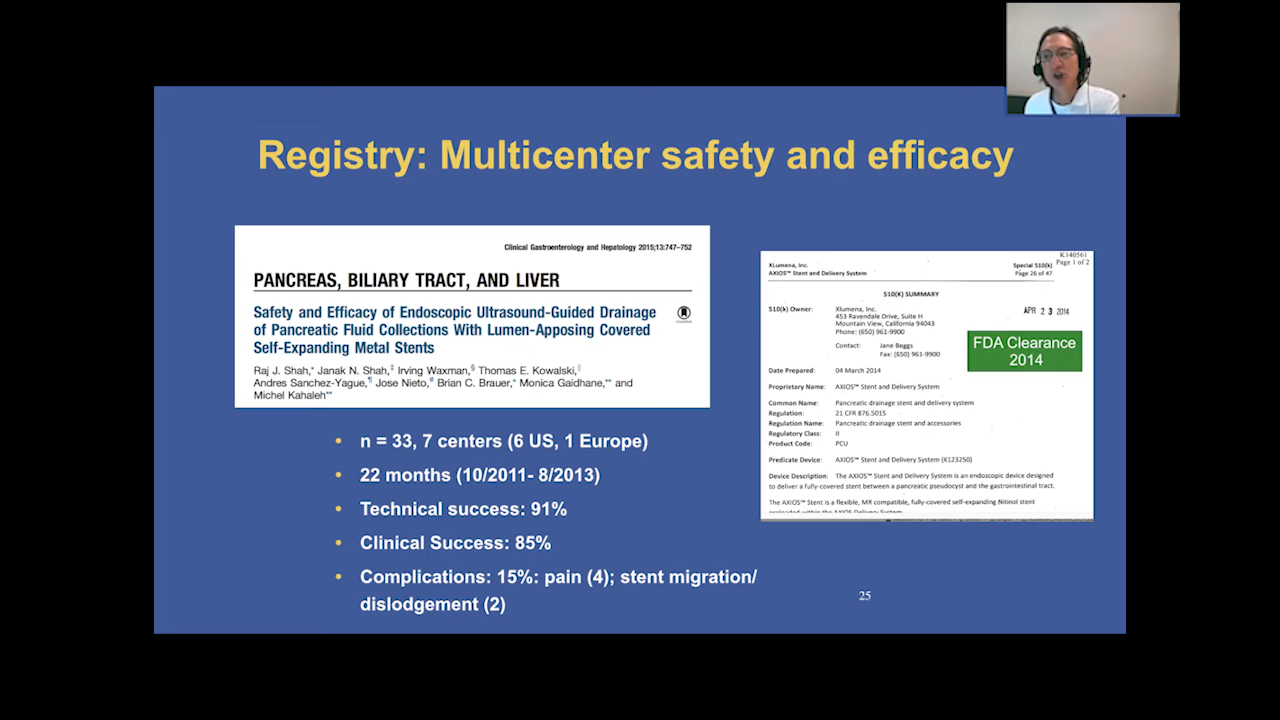 Registry: Multicenter safety and efficacy
Clinical Gastroenterology and Hepatology 2015;13:747–752
PANCREAS, BILIARY TRACT, AND LIVER
Safety and Efficacy of Endoscopic Ultrasound-Guided Drainage
of Pancreatic Fluid Collections With Lumen-Apposing Covered
Self-Expanding Metal Stents
Raj J. Shah,* Janak N. Shah,‡ Irving Waxman,§ Thomas E. Kowalski,‖
Andres Sanchez-Yague,¶ Jose Nieto,# Brian C. Brauer,* Monica Gaidhane,** and
Michel Kahaleh**
• n = 33, 7 centers (6 US, 1 Europe)
• 22 months (10/2011- 8/2013)
• Technical success: 91%
• Clinical Success: 85%
• Complications: 15%: pain (4); stent migration/
dislodgement (2)
K140561
Page 1 of 2
XLumena, Inc. Special 510(k)
AXIOS™ Stent and Delivery System Page 26 of 47
510(K) SUMMARY
510(k) Owner: Xlumena, Inc.
453 Ravendale Drive, Suite H
Mountain View, California 94043
Phone: (650) 961-9900
APR 23 2014
Contact: Jane Beggs
Fax: (650) 961-9900
FDA Clearance
2014
Date Prepared: 04 March 2014
Proprietary Name: AXIOS™ Stent and Delivery System
Common Name: Pancreatic drainage stent and delivery system
Regulation: 21 CFR 876.5015
Regulation Name: Pancreatic drainage stent and accessories
Regulatory Class: II
Product Code: PCU
Predicate Device: AXIOS™ Stent and Delivery System (K123250)
Device Description: The AXIOS™ Stent and Delivery System is an endoscopic device designed
to deliver a fully-covered stent between a pancreatic pseudocyst and the gastrointestinal tract.
The AXIOS™ Stent is a flexible, MR compatible, fully-covered self-expanding Nitinol stent
preloaded within the AXIOS Delivery System
25